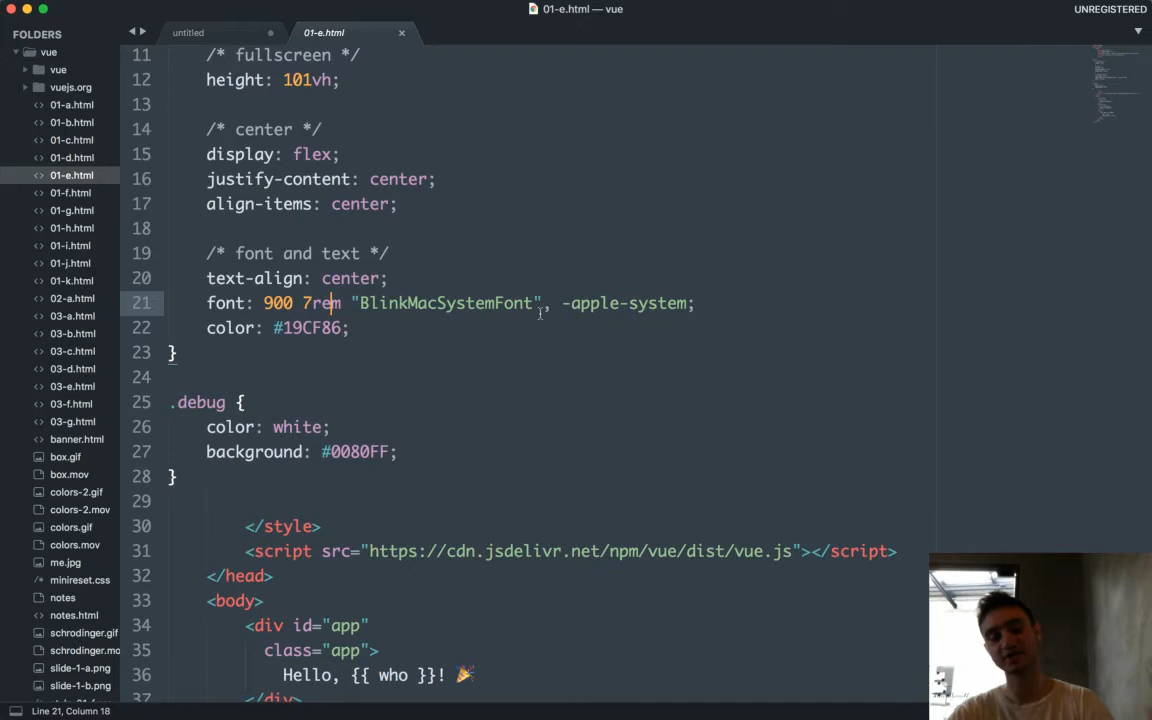 01-e.html — vue
UNREGISTERED
FOLDERS
vue
vue
vuejs.org
01-a.html
01-b.html
01-c.html
01-d.html
01-e.html
01-f.html
01-g.html
01-h.html
01-i.html
01-j.html
01-k.html
02-a.html
03-a.html
03-b.html
03-c.html
03-d.html
03-e.html
03-f.html
03-g.html
banner.html
box.gif
box.mov
colors-2.gif
colors-2.mov
colors.gif
colors.mov
me.jpg
minireset.css
notes
notes.html
schrodinger.gif
schrodinger.mo
slide-1-a.png
slide-1-b.png
untitled
01-e.html
11 /* fullscreen */
12 height: 101vh;
13
14 /* center */
15 display: flex;
16 justify-content: center;
17 align-items: center;
18
19 /* font and text */
20 text-align: center;
21 font: 900 7rem "BlinkMacSystemFont", -apple-system;
22 color: #19CF86;
23 }
24
25 .debug {
26 color: white;
27 background: #0080FF;
28 }
29
30 </style>
31 <script src="https://cdn.jsdelivr.net/npm/vue/dist/vue.js"></script>
32 </head>
33 <body>
34 <div id="app"
35 class="app">
36 Hello, {{ who }}! 🎉
37 </div>
Line 21, Column 18